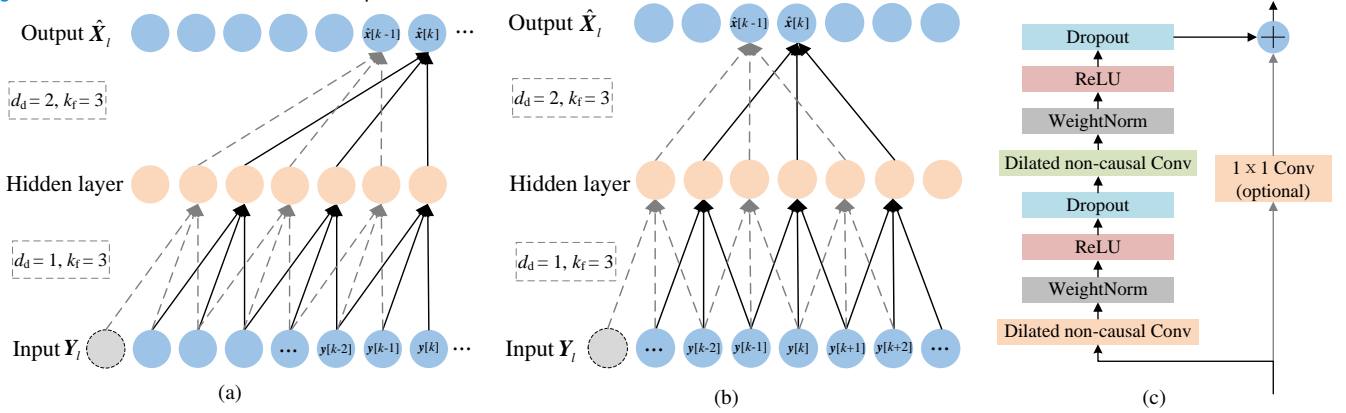 Output X̂_l
x̂[k-1] x̂[k] ...
d_d = 2, k_f = 3
Hidden layer
d_d = 1, k_f = 3
Input Y_l
... y[k-2] y[k-1] y[k] ...
(a)
Output X̂_l
x̂[k-1] x̂[k]
d_d = 2, k_f = 3
Hidden layer
d_d = 1, k_f = 3
Input Y_l
... y[k-2] y[k-1] y[k] y[k+1] y[k+2] ...
(b)
Dropout
+
ReLU
WeightNorm
Dilated non-causal Conv
1 x 1 Conv
(optional)
Dropout
ReLU
WeightNorm
Dilated non-causal Conv
(c)